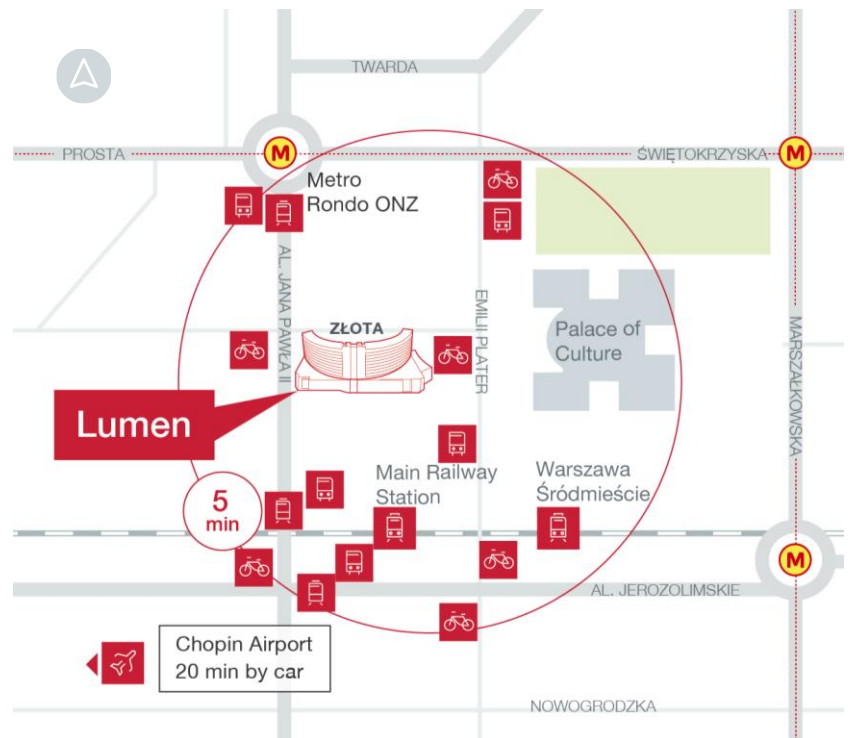 TWARDA
PROSTA
M
ŚWIĘTOKRZYSKA
M
Metro
Rondo ONZ
AL. JANA PAWŁA II
ZŁOTA
EMILII PLATER
Palace of
Culture
MARSZAŁKOWSKA
Lumen
Main Railway
Station
Warszawa
Śródmieście
5
min
M
AL. JEROZOLIMSKIE
Chopin Airport
20 min by car
NOWOGRODZKA